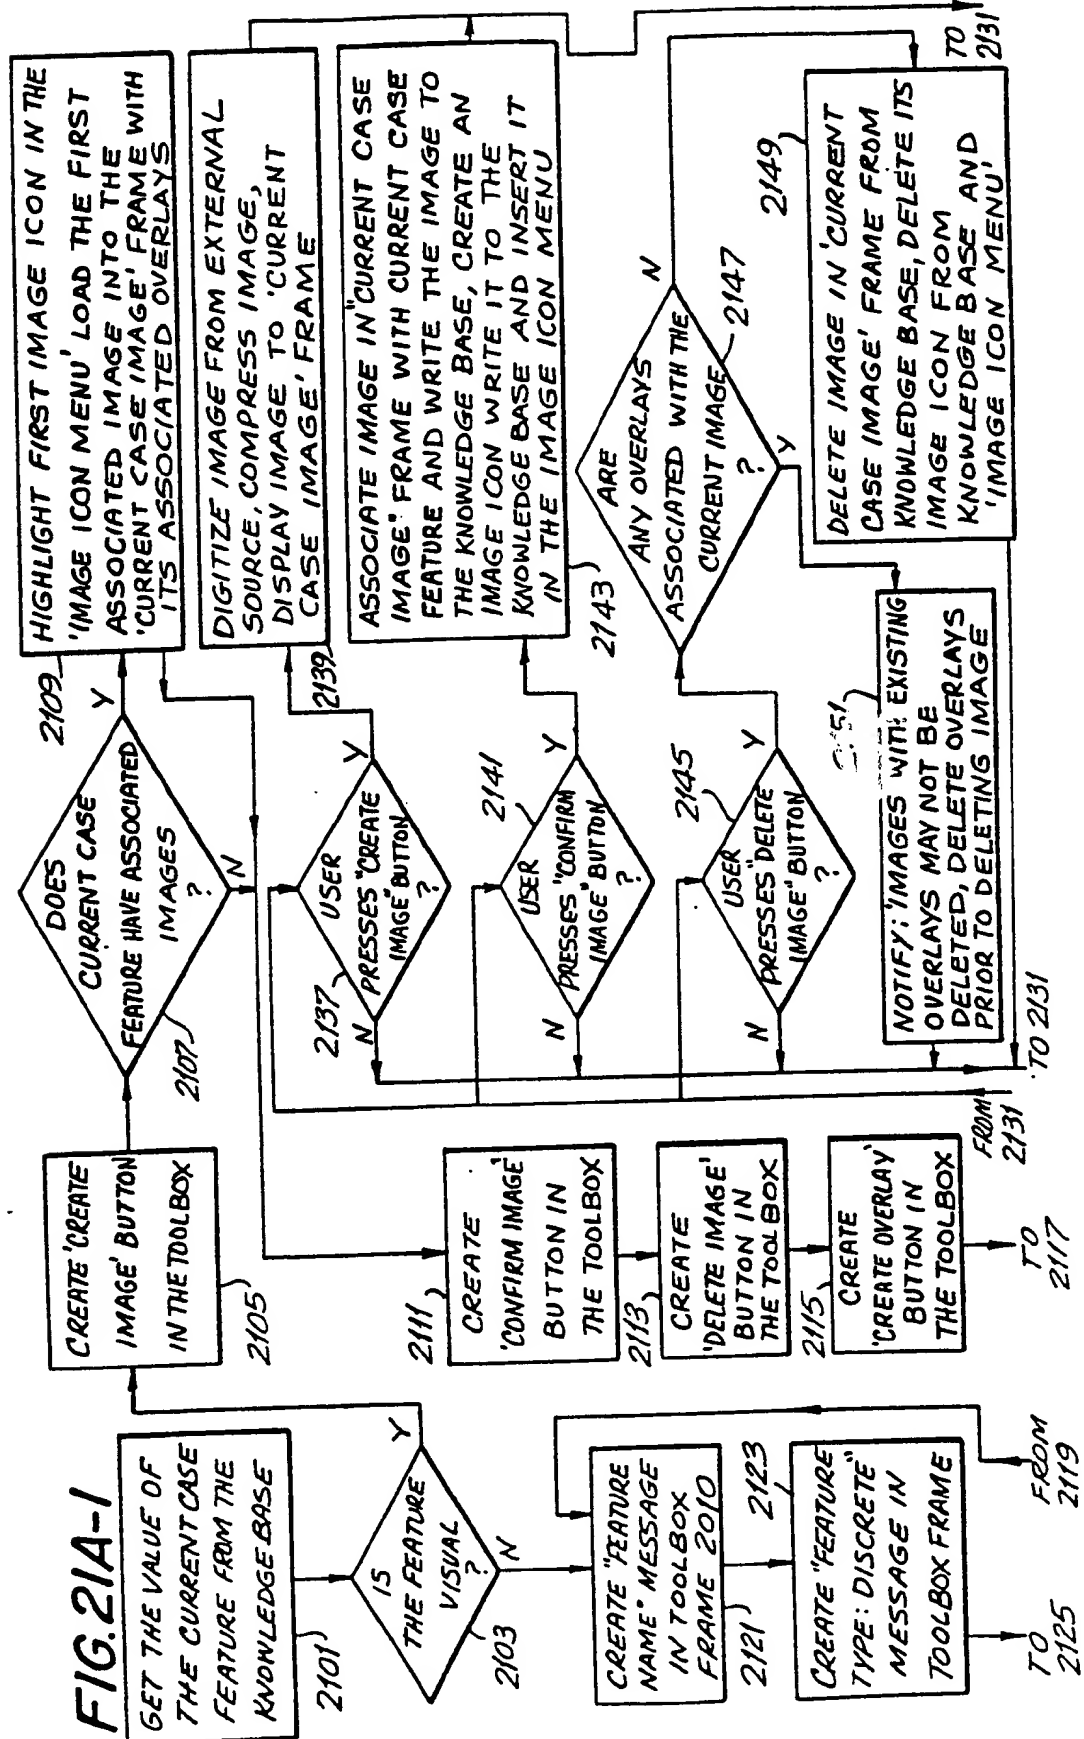 FIG. 21A-1
GET THE VALUE OF
THE CURRENT CASE
FEATURE FROM THE
KNOWLEDGE BASE
2101
IS
THE FEATURE
VISUAL
?
Y
N
2103
CREATE 'CREATE
IMAGE' BUTTON
IN THE TOOLBOX
2105
DOES
CURRENT CASE
FEATURE HAVE ASSOCIATED
IMAGES
?
Y
N
2107
HIGHLIGHT FIRST IMAGE ICON IN THE
'IMAGE ICON MENU' LOAD THE FIRST
ASSOCIATED IMAGE INTO THE
'CURRENT CASE IMAGE' FRAME WITH
ITS ASSOCIATED OVERLAYS
2109
CREATE
'CONFIRM IMAGE'
BUTTON IN
THE TOOLBOX
2111
CREATE
'DELETE IMAGE'
BUTTON IN
THE TOOLBOX
2113
CREATE
'CREATE OVERLAY'
BUTTON IN
THE TOOLBOX
2115
TO
2117
CREATE "FEATURE
NAME" MESSAGE
IN TOOLBOX
FRAME 2010
2121
CREATE "FEATURE
TYPE: DISCRETE"
MESSAGE IN
TOOLBOX FRAME
2123
TO
2125
FROM
2119
USER
PRESSES "CREATE
IMAGE" BUTTON
?
Y
N
2137
DIGITIZE IMAGE FROM EXTERNAL
SOURCE, COMPRESS IMAGE,
DISPLAY IMAGE TO 'CURRENT
CASE IMAGE' FRAME
2139
USER
PRESSES "CONFIRM
IMAGE" BUTTON
?
Y
N
2141
ASSOCIATE IMAGE IN "CURRENT CASE
IMAGE" FRAME WITH CURRENT CASE
FEATURE AND WRITE THE IMAGE TO
THE KNOWLEDGE BASE, CREATE AN
IMAGE ICON WRITE IT TO THE
KNOWLEDGE BASE AND INSERT IT
IN THE IMAGE ICON MENU
2143
USER
PRESSES "DELETE
IMAGE" BUTTON
?
Y
N
2145
ARE
ANY OVERLAYS
ASSOCIATED WITH THE
CURRENT IMAGE
?
N
Y
2147
DELETE IMAGE IN 'CURRENT
CASE IMAGE' FRAME FROM
KNOWLEDGE BASE, DELETE ITS
IMAGE ICON FROM
KNOWLEDGE BASE AND
'IMAGE ICON MENU'
2149
NOTIFY: 'IMAGES WITH EXISTING
OVERLAYS MAY NOT BE
DELETED, DELETE OVERLAYS
PRIOR TO DELETING IMAGE
TO 2131
FROM
2131
TO
2131